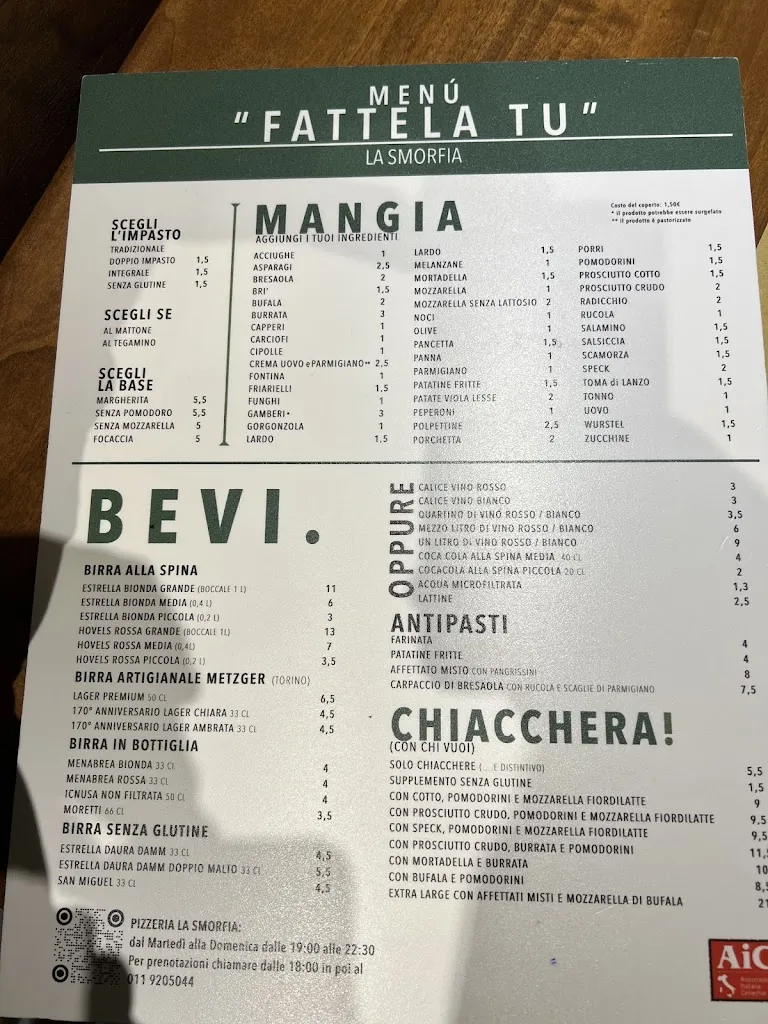 MENÚ
"FATTELA TU"
LA SMORFIA
Costo del coperto: 1,50€
* il prodotto potrebbe essere surgelato
** il prodotto è pastorizzato
SCEGLI
L'IMPASTO
TRADIZIONALE
DOPPIO IMPASTO 1,5
INTEGRALE 1,5
SENZA GLUTINE 1,5
SCEGLI SE
AL MATTONE
AL TEGAMINO
SCEGLI
LA BASE
MARGHERITA 5,5
SENZA POMODORO 5,5
SENZA MOZZARELLA 5
FOCACCIA 5
MANGIA
AGGIUNGI I TUOI INGREDIENTI
ACCIUGHE 1
ASPARAGI 2,5
BRESAOLA 2
BRI' 1,5
BUFALA 2
BURRATA 3
CAPPERI 1
CARCIOFI 1
CIPOLLE 1
CREMA UOVO e PARMIGIANO** 2,5
FONTINA 1
FRIARIELLI 1,5
FUNGHI 1
GAMBERI* 3
GORGONZOLA 1
LARDO 1,5
LARDO 1,5
MELANZANE 1
MORTADELLA 1,5
MOZZARELLA 1
MOZZARELLA SENZA LATTOSIO 2
NOCI 1
OLIVE 1
PANCETTA 1,5
PANNA 1
PARMIGIANO 1
PATATINE FRITTE 1,5
PATATE VIOLA LESSE 2
PEPERONI 1
POLPETTINE 2,5
PORCHETTA 2
PORRI 1,5
POMODORINI 1,5
PROSCIUTTO COTTO 1,5
PROSCIUTTO CRUDO 2
RADICCHIO 2
RUCOLA 1
SALAMINO 1,5
SALSICCIA 1,5
SCAMORZA 1,5
SPECK 2
TOMA di LANZO 1,5
TONNO 1
UOVO 1
WURSTEL 1,5
ZUCCHINE 1
BEVI.
BIRRA ALLA SPINA
ESTRELLA BIONDA GRANDE (BOCCALE 1 L) 11
ESTRELLA BIONDA MEDIA (0,4 L) 6
ESTRELLA BIONDA PICCOLA (0,2 L) 3
HOVELS ROSSA GRANDE (BOCCALE 1L) 13
HOVELS ROSSA MEDIA (0,4L) 7
HOVELS ROSSA PICCOLA (0,2 L) 3,5
BIRRA ARTIGIANALE METZGER (TORINO)
LAGER PREMIUM 50 CL 6,5
170° ANNIVERSARIO LAGER CHIARA 33 CL 4,5
170° ANNIVERSARIO LAGER AMBRATA 33 CL 4,5
BIRRA IN BOTTIGLIA
MENABREA BIONDA 33 CL 4
MENABREA ROSSA 33 CL 4
ICNUSA NON FILTRATA 50 CL 4
MORETTI 66 CL 3,5
BIRRA SENZA GLUTINE
ESTRELLA DAURA DAMM 33 CL 4,5
ESTRELLA DAURA DAMM DOPPIO MALTO 33 CL 5,5
SAN MIGUEL 33 CL 4,5
OPPURE
CALICE VINO ROSSO 3
CALICE VINO BIANCO 3
QUARTINO DI VINO ROSSO / BIANCO 3,5
MEZZO LITRO DI VINO ROSSO / BIANCO 6
UN LITRO DI VINO ROSSO / BIANCO 9
COCA COLA ALLA SPINA MEDIA 40 CL 4
COCACOLA ALLA SPINA PICCOLA 20 CL 2
ACQUA MICROFILTRATA 1,3
LATTINE 2,5
ANTIPASTI
FARINATA 4
PATATINE FRITTE 4
AFFETTATO MISTO CON PANGRISSINI 8
CARPACCIO DI BRESAOLA CON RUCOLA E SCAGLIE DI PARMIGIANO 7,5
CHIACCHERA!
(CON CHI VUOI)
SOLO CHIACCHERE (....E DISTINTIVO) 5,5
SUPPLEMENTO SENZA GLUTINE 1,5
CON COTTO, POMODORINI E MOZZARELLA FIORDILATTE 9
CON PROSCIUTTO CRUDO, POMODORINI E MOZZARELLA FIORDILATTE 9,5
CON SPECK, POMODORINI E MOZZARELLA FIORDILATTE 9,5
CON PROSCIUTTO CRUDO, BURRATA E POMODORINI 11,
CON MORTADELLA E BURRATA 10
CON BUFALA E POMODORINI 8,
EXTRA LARGE CON AFFETTATI MISTI E MOZZARELLA DI BUFALA 21
PIZZERIA LA SMORFIA:
dal Martedì alla Domenica dalle 19:00 alle 22:30
Per prenotazioni chiamare dalle 18:00 in poi al
011 9205044
AiC
Associazione
Italiana
Celiachia